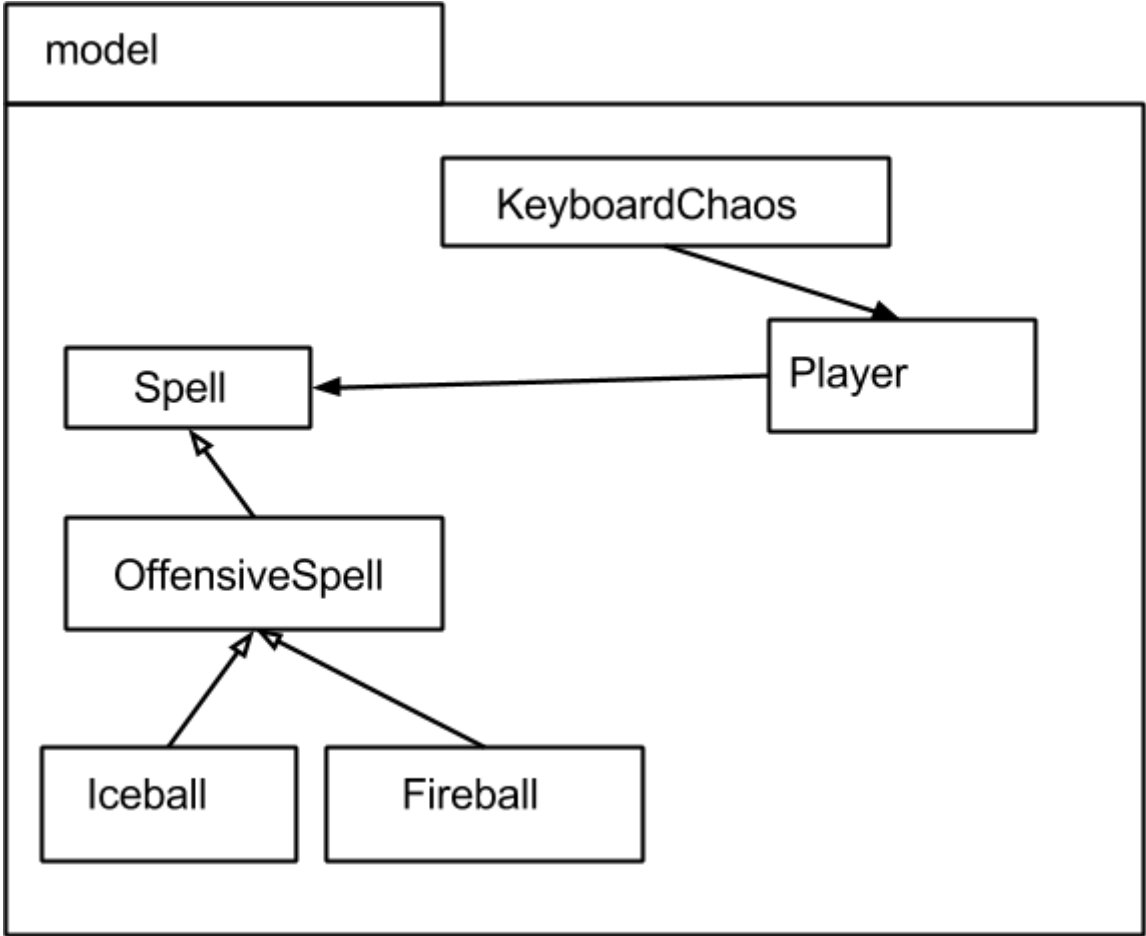 model
KeyboardChaos
Player
Spell
OffensiveSpell
Iceball
Fireball